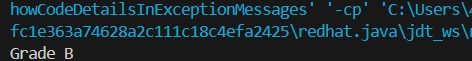 howCodeDetailsInExceptionMessages' '-cp' 'C:\Users\
fc1e363a74628a2c111c18c4efa2425\redhat.java\jdt_ws\
Grade B